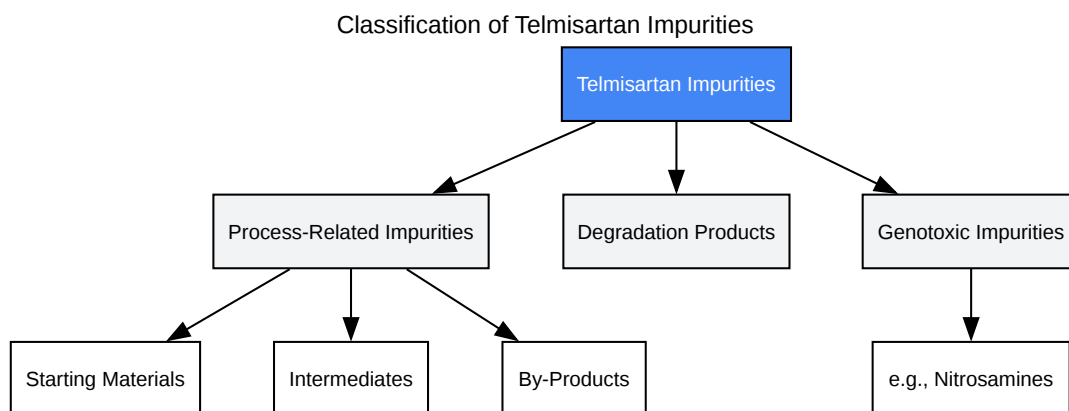 Classification of Telmisartan Impurities
Telmisartan Impurities
Process-Related Impurities
Degradation Products
Genotoxic Impurities
Starting Materials
Intermediates
By-Products
e.g., Nitrosamines